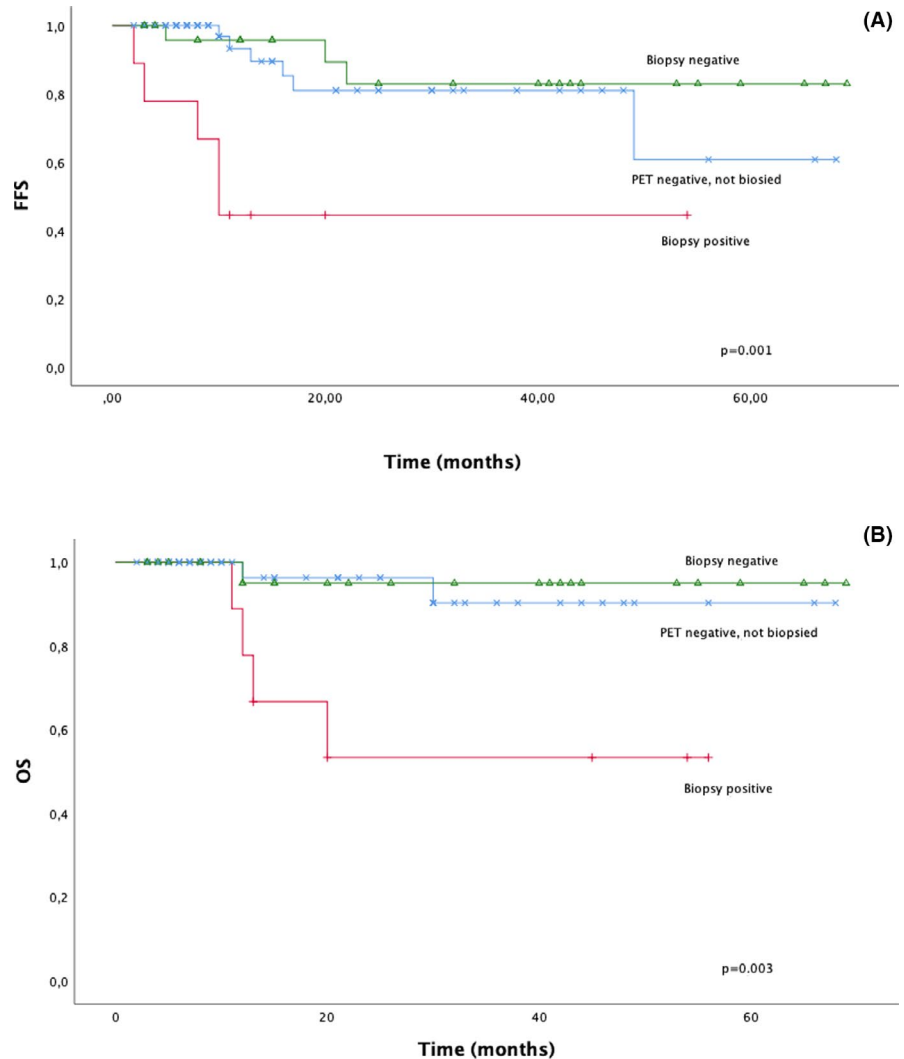 (A)
1,0
Biopsy negative
0,8
0,6
PET negative, not biosied
FFS
0,4
Biopsy positive
0,2
p=0.001
0,0
,00 20,00 40,00 60,00
Time (months)
(B)
1,0
Biopsy negative
PET negative, not biopsied
0,8
0,6
OS
Biopsy positive
0,4
0,2
p=0.003
0,0
0 20 40 60
Time (months)